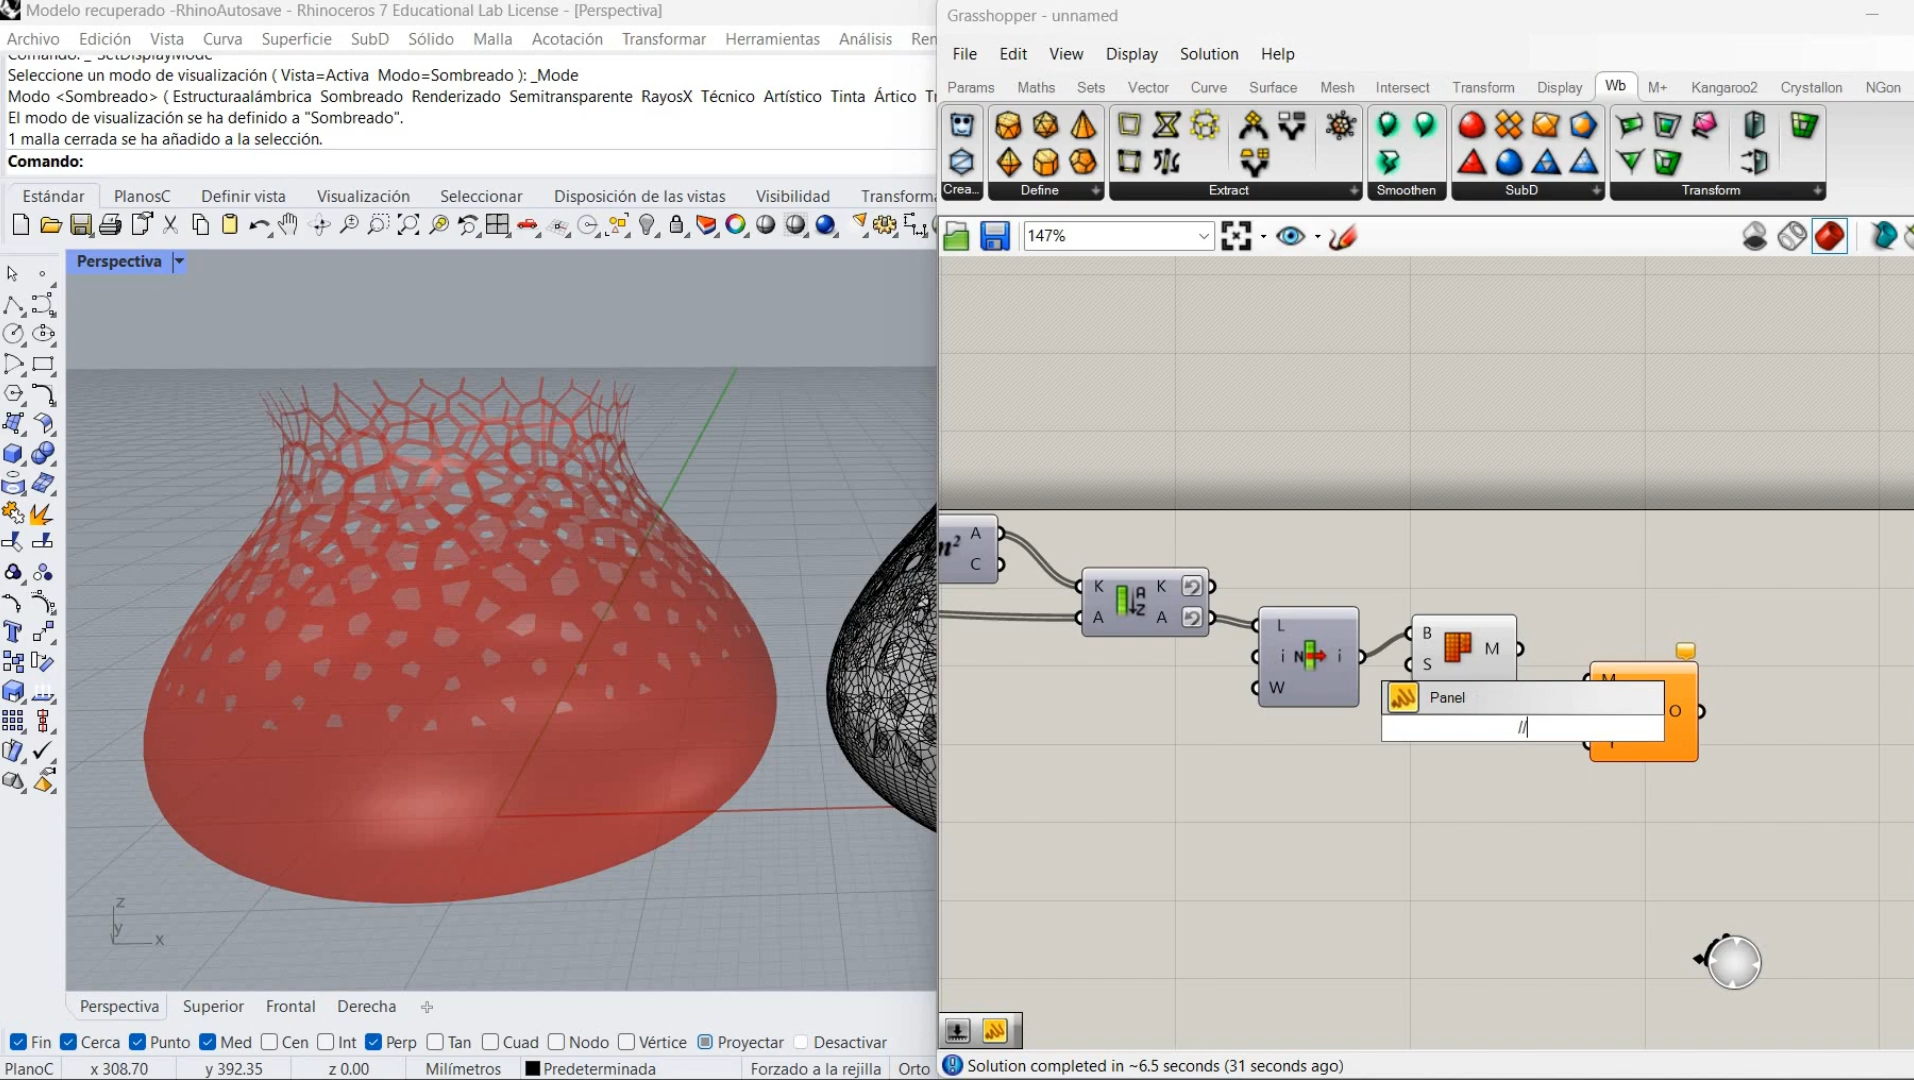 Modelo recuperado -RhinoAutosave - Rhinoceros 7 Educational Lab License - [Perspectiva]
Archivo Edición Vista Curva Superficie SubD Sólido Malla Acotación Transformar Herramientas Análisis Ren
Comando: _ SetDisplayMode
Seleccione un modo de visualización ( Vista=Activa Modo=Sombreado ): _Mode
Modo <Sombreado> ( Estructuraalámbrica Sombreado Renderizado Semitransparente RayosX Técnico Artístico Tinta Ártico Tr
El modo de visualización se ha definido a "Sombreado".
1 malla cerrada se ha añadido a la selección.
Comando:
Estándar PlanosC Definir vista Visualización Seleccionar Disposición de las vistas Visibilidad Transforma
Perspectiva
z
y
x
Perspectiva Superior Frontal Derecha
Fin Cerca Punto Med Cen Int Perp Tan Cuad Nodo Vértice Proyectar Desactivar
PlanoC x 308.70 y 392.35 z 0.00 Milímetros Predeterminada Forzado a la rejilla Orto
Grasshopper - unnamed
File Edit View Display Solution Help
Params Maths Sets Vector Curve Surface Mesh Intersect Transform Display Wb M+ Kangaroo2 Crystallon NGon
Crea... Define Extract Smoothen SubD Transform
147%
m² A
C
K A Z K
A A
L
i N i
W
B M
S
M
O
Panel
//
Solution completed in ~6.5 seconds (31 seconds ago)